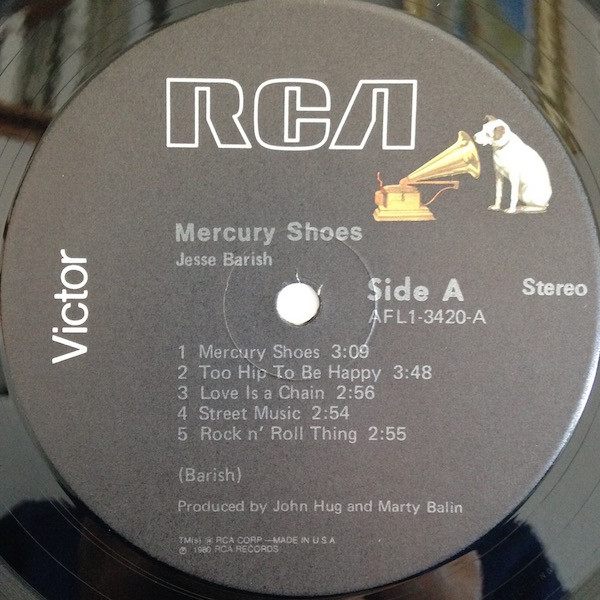 RCA
Victor
Mercury Shoes
Jesse Barish
Side A
Stereo
AFL1-3420-A
1 Mercury Shoes 3:09
2 Too Hip To Be Happy 3:48
3 Love Is a Chain 2:56
4 Street Music 2:54
5 Rock n' Roll Thing 2:55
(Barish)
Produced by John Hug and Marty Balin
TM(s) ® RCA CORP.—MADE IN U.S.A.
℗ 1980 RCA RECORDS